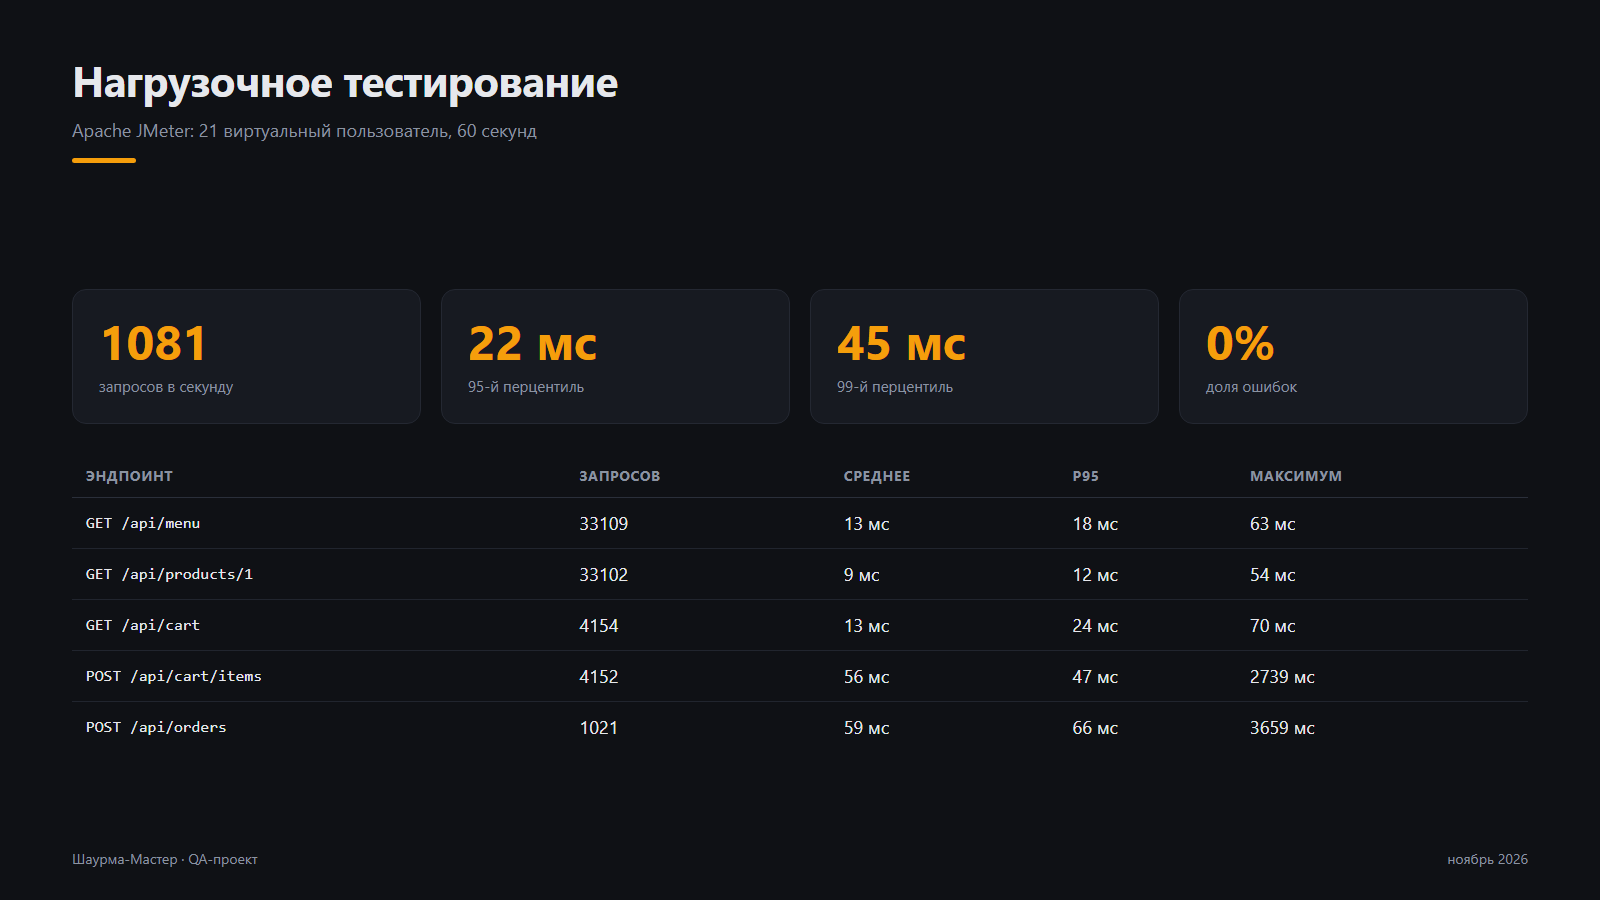 Нагрузочное тестирование
Apache JMeter: 21 виртуальный пользователь, 60 секунд
1081 22 мс 45 мс 0%
запросов в секунду 95-й перцентиль 99-й перцентиль доля ошибок
ЭНДПОИНТ ЗАПРОСОВ СРЕДНЕЕ P95 МАКСИМУМ
GET /api/menu 33109 13 мс 18 мс 63 мс
GET /api/products/1 33102 9 мс 12 мс 54 мс
GET /api/cart 4154 13 мс 24 мс 70 мс
POST /api/cart/items 4152 56 мс 47 мс 2739 мс
POST /api/orders 1021 59 мс 66 мс 3659 мс
Шаурма-Мастер · QA-проект ноябрь 2026